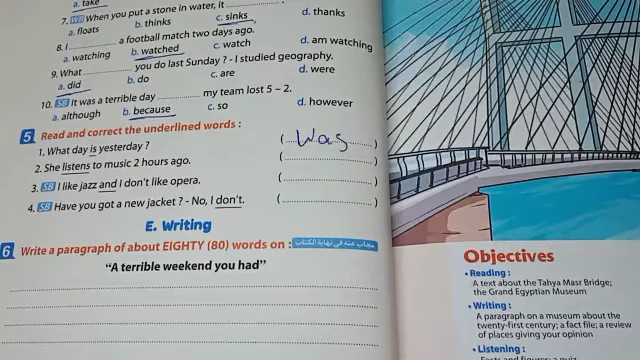 a. take
7. WB When you put a stone in water, it ..........
a. floats b. thinks c. sinks d. thanks
8. I .......... a football match two days ago.
a. watching b. watched c. watch d. am watching
9. What .......... you do last Sunday ? - I studied geography.
a. did b. do c. are d. were
10. SB It was a terrible day .......... my team lost 5 – 2.
a. although b. because c. so d. however
5 Read and correct the underlined words :
1. What day is yesterday ? (.... Was ....)
2. She listens to music 2 hours ago. (....................)
3. SB I like jazz and I don't like opera. (....................)
4. SB Have you got a new jacket ? - No, I don't. (....................)
E. Writing
6 Write a paragraph of about EIGHTY (80) words on : مجاب عنه فى نهاية الكتاب
"A terrible weekend you had"
Objectives
• Reading :
A text about the Tahya Masr Bridge;
the Grand Egyptian Museum
• Writing :
A paragraph on a museum about the
twenty-first century; a fact file; a review
of places giving your opinion
• Listening :
Facts and figures; a quiz